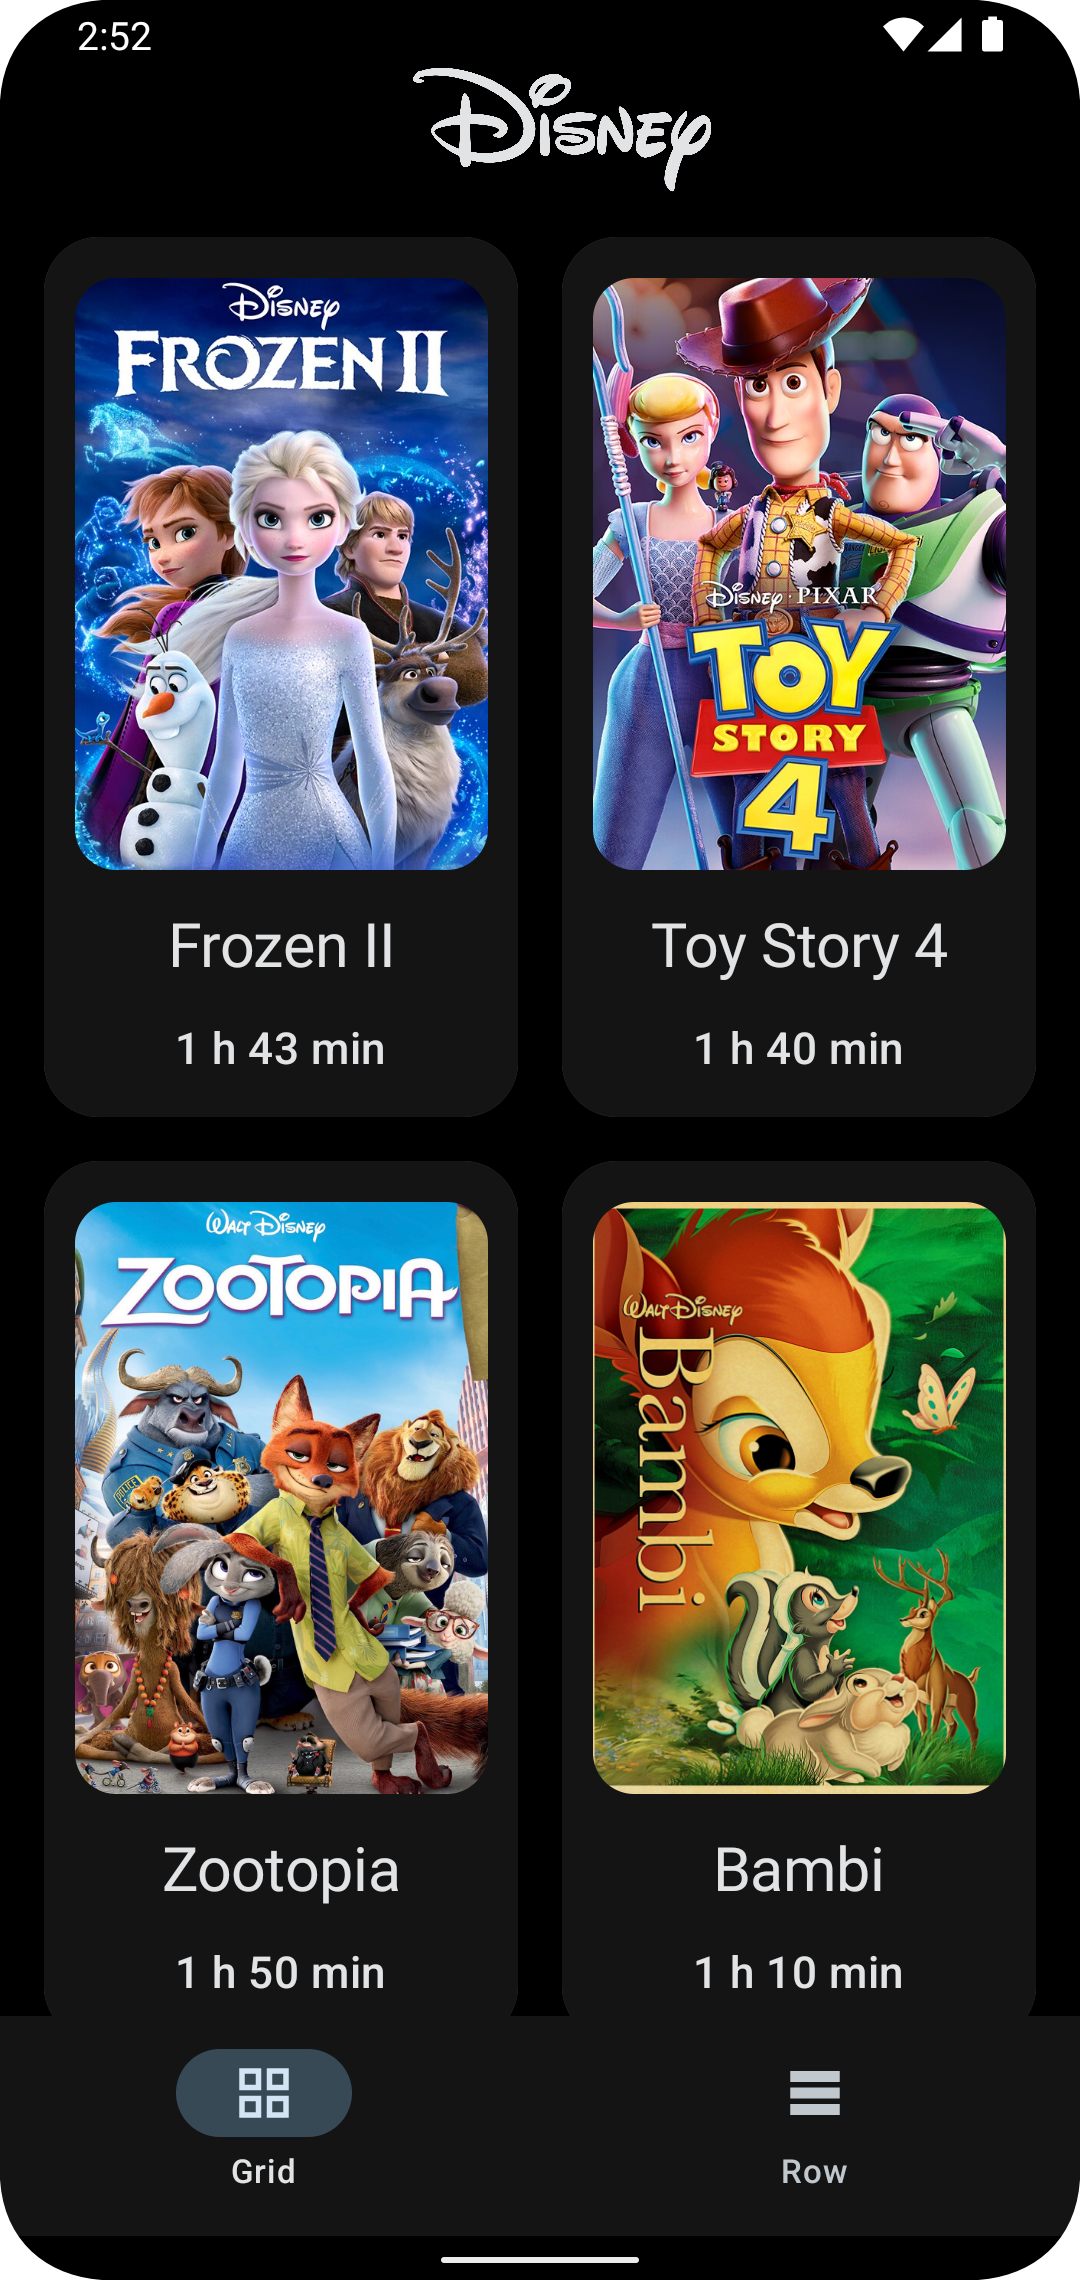 2:52
Disney
Disney
FROZEN II
Disney · PIXAR
TOY
STORY
4
Frozen II
1 h 43 min
Toy Story 4
1 h 40 min
WALT DISNEY
ZOOTOPIA
POLICE
WALT DISNEY
Bambi
Zootopia
1 h 50 min
Bambi
1 h 10 min
Grid
Row